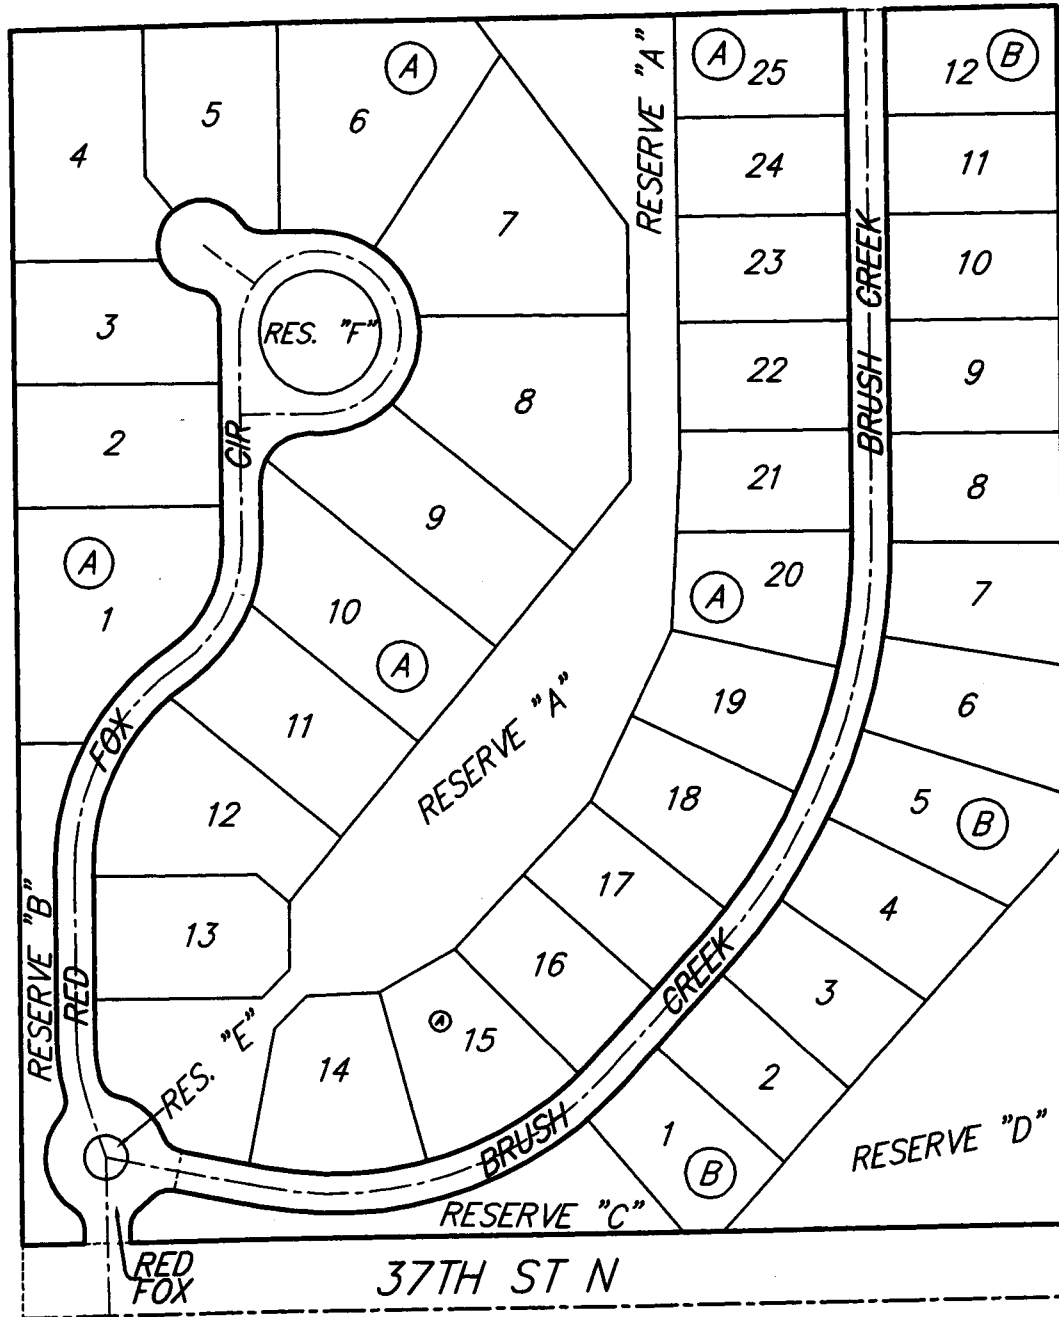 4
5
6
A
7
RESERVE "A"
A
25
12
B
24
11
23
10
3
RES. "F"
22
9
2
CIR
8
BRUSH CREEK
21
8
A
1
9
A
20
7
10
A
19
6
11
FOX
RESERVE "A"
18
5
B
12
17
4
13
RESERVE "B"
RED
16
CREEK
3
A
15
14
RES. "E"
2
BRUSH
1
B
RESERVE "D"
RESERVE "C"
RED
FOX
37TH ST N